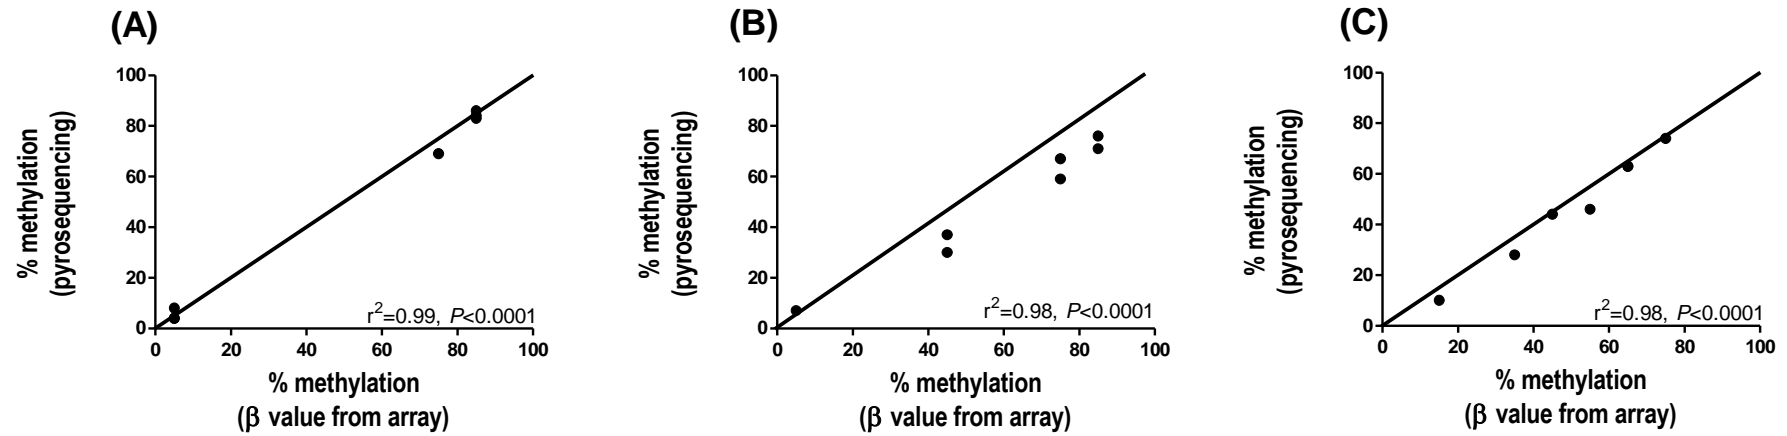 (A)
% methylation
(pyrosequencing)
100
80
60
40
20
0
r²=0.99, P<0.0001
0 20 40 60 80 100
% methylation
(β value from array)
(B)
% methylation
(pyrosequencing)
100
80
60
40
20
0
r²=0.98, P<0.0001
0 20 40 60 80 100
% methylation
(β value from array)
(C)
% methylation
(pyrosequencing)
100
80
60
40
20
0
r²=0.98, P<0.0001
0 20 40 60 80 100
% methylation
(β value from array)